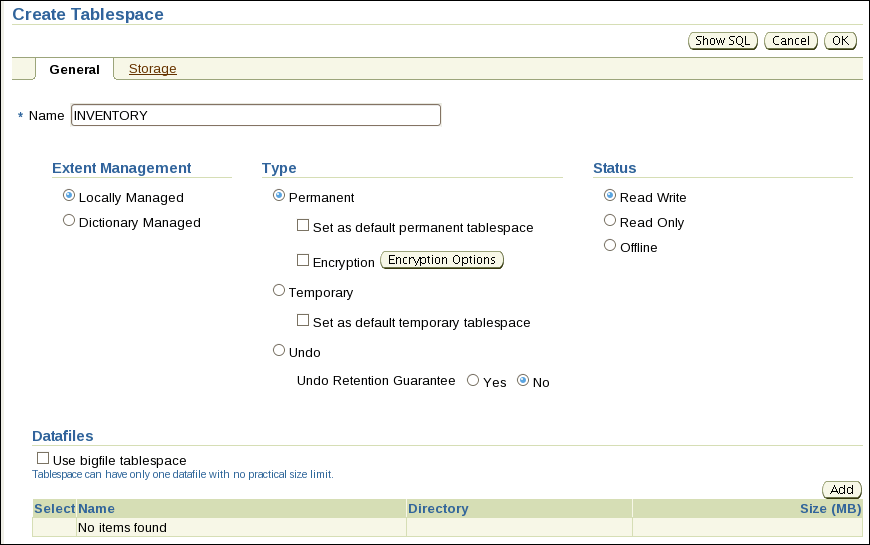 Create Tablespace
Show SQL Cancel OK
General Storage
* Name INVENTORY
Extent Management Type Status
Locally Managed Permanent Read Write
Dictionary Managed Set as default permanent tablespace Read Only
Encryption Encryption Options Offline
Temporary
Set as default temporary tablespace
Undo
Undo Retention Guarantee Yes No
Datafiles
Use bigfile tablespace
Tablespace can have only one datafile with no practical size limit.
Add
Select Name Directory Size (MB)
No items found